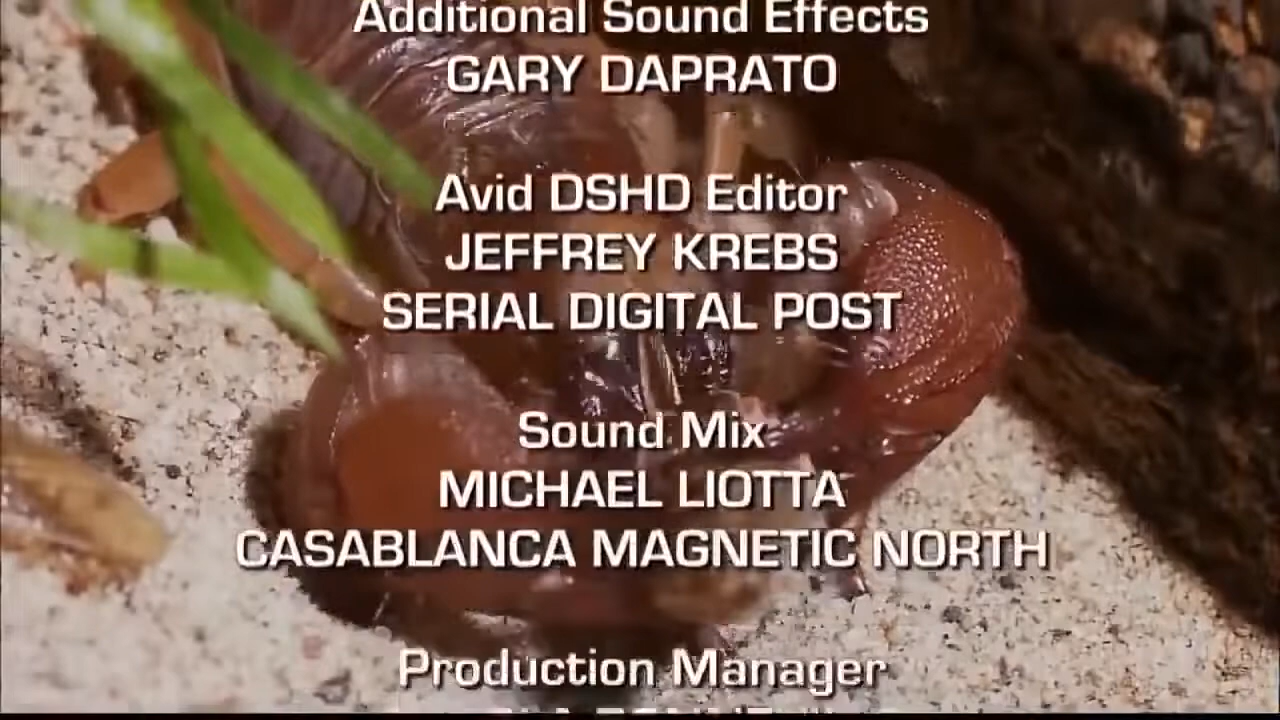 Additional Sound Effects
GARY DAPRATO
Avid DSHD Editor
JEFFREY KREBS
SERIAL DIGITAL POST
Sound Mix
MICHAEL LIOTTA
CASABLANCA MAGNETIC NORTH
Production Manager